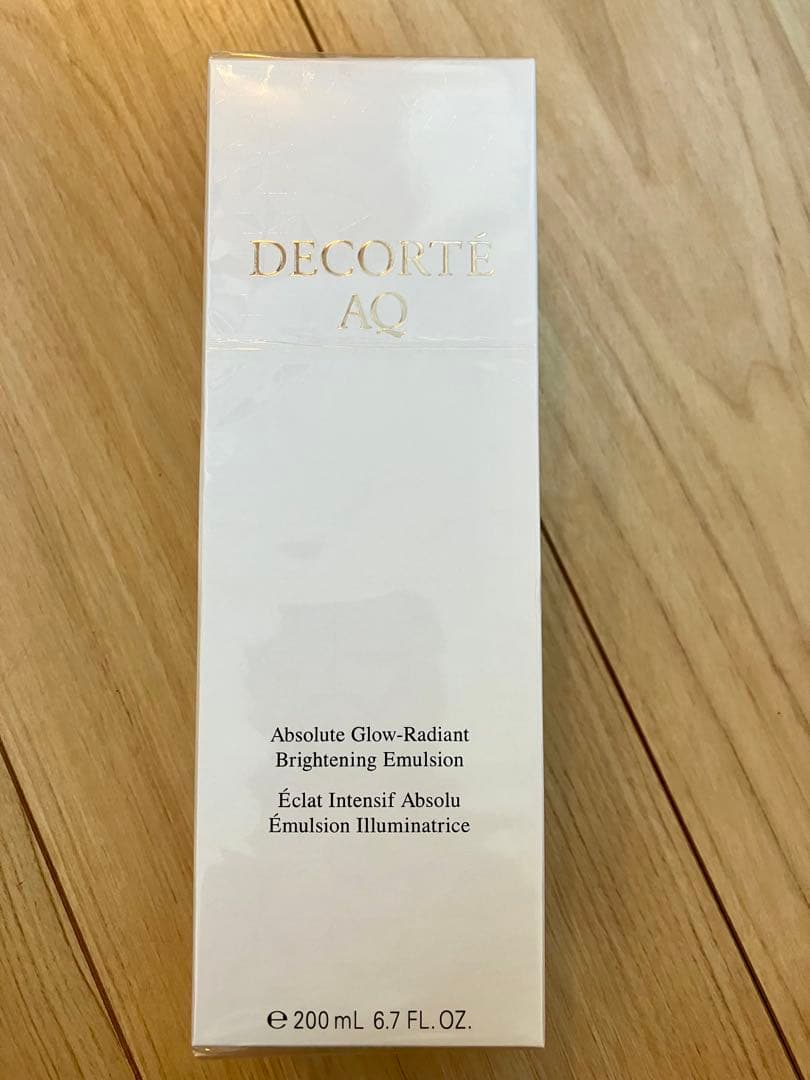 DECORTÉ
AQ
Absolute Glow-Radiant
Brightening Emulsion
Éclat Intensif Absolu
Émulsion Illuminatrice
℮ 200 mL 6.7 FL. OZ.